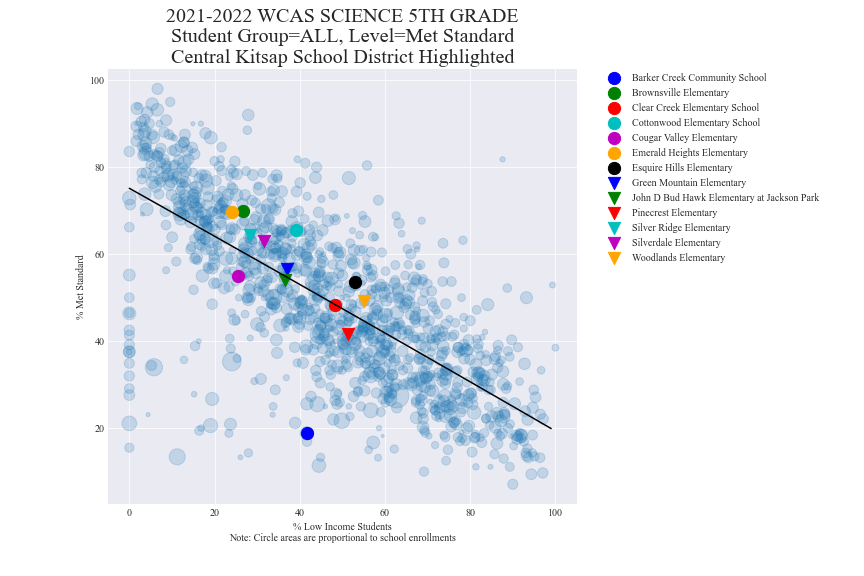 2021-2022 WCAS SCIENCE 5TH GRADE
Student Group=ALL, Level=Met Standard
Central Kitsap School District Highlighted
100
80
60
40
20
% Met Standard
0
20
40
60
80
100
% Low Income Students
Note: Circle areas are proportional to school enrollments
Barker Creek Community School
Brownsville Elementary
Clear Creek Elementary School
Cottonwood Elementary School
Cougar Valley Elementary
Emerald Heights Elementary
Esquire Hills Elementary
Green Mountain Elementary
John D Bud Hawk Elementary at Jackson Park
Pinecrest Elementary
Silver Ridge Elementary
Silverdale Elementary
Woodlands Elementary